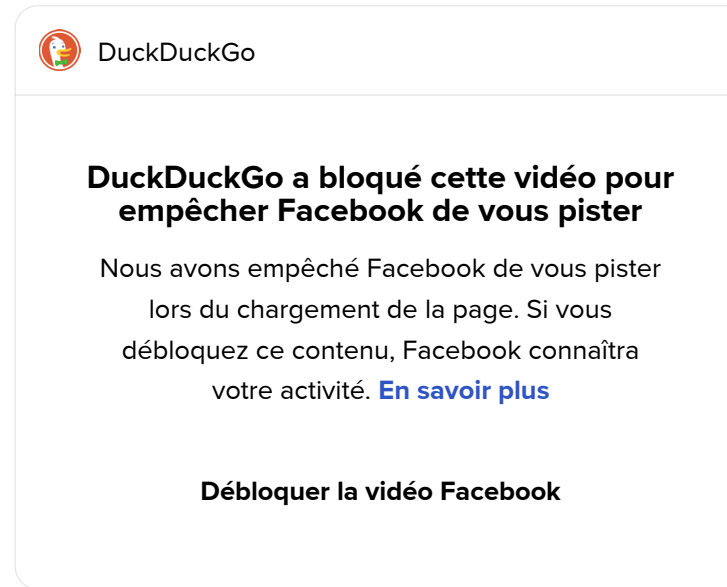 DuckDuckGo
DuckDuckGo a bloqué cette vidéo pour
empêcher Facebook de vous pister
Nous avons empêché Facebook de vous pister
lors du chargement de la page. Si vous
débloquez ce contenu, Facebook connaîtra
votre activité. En savoir plus
Débloquer la vidéo Facebook